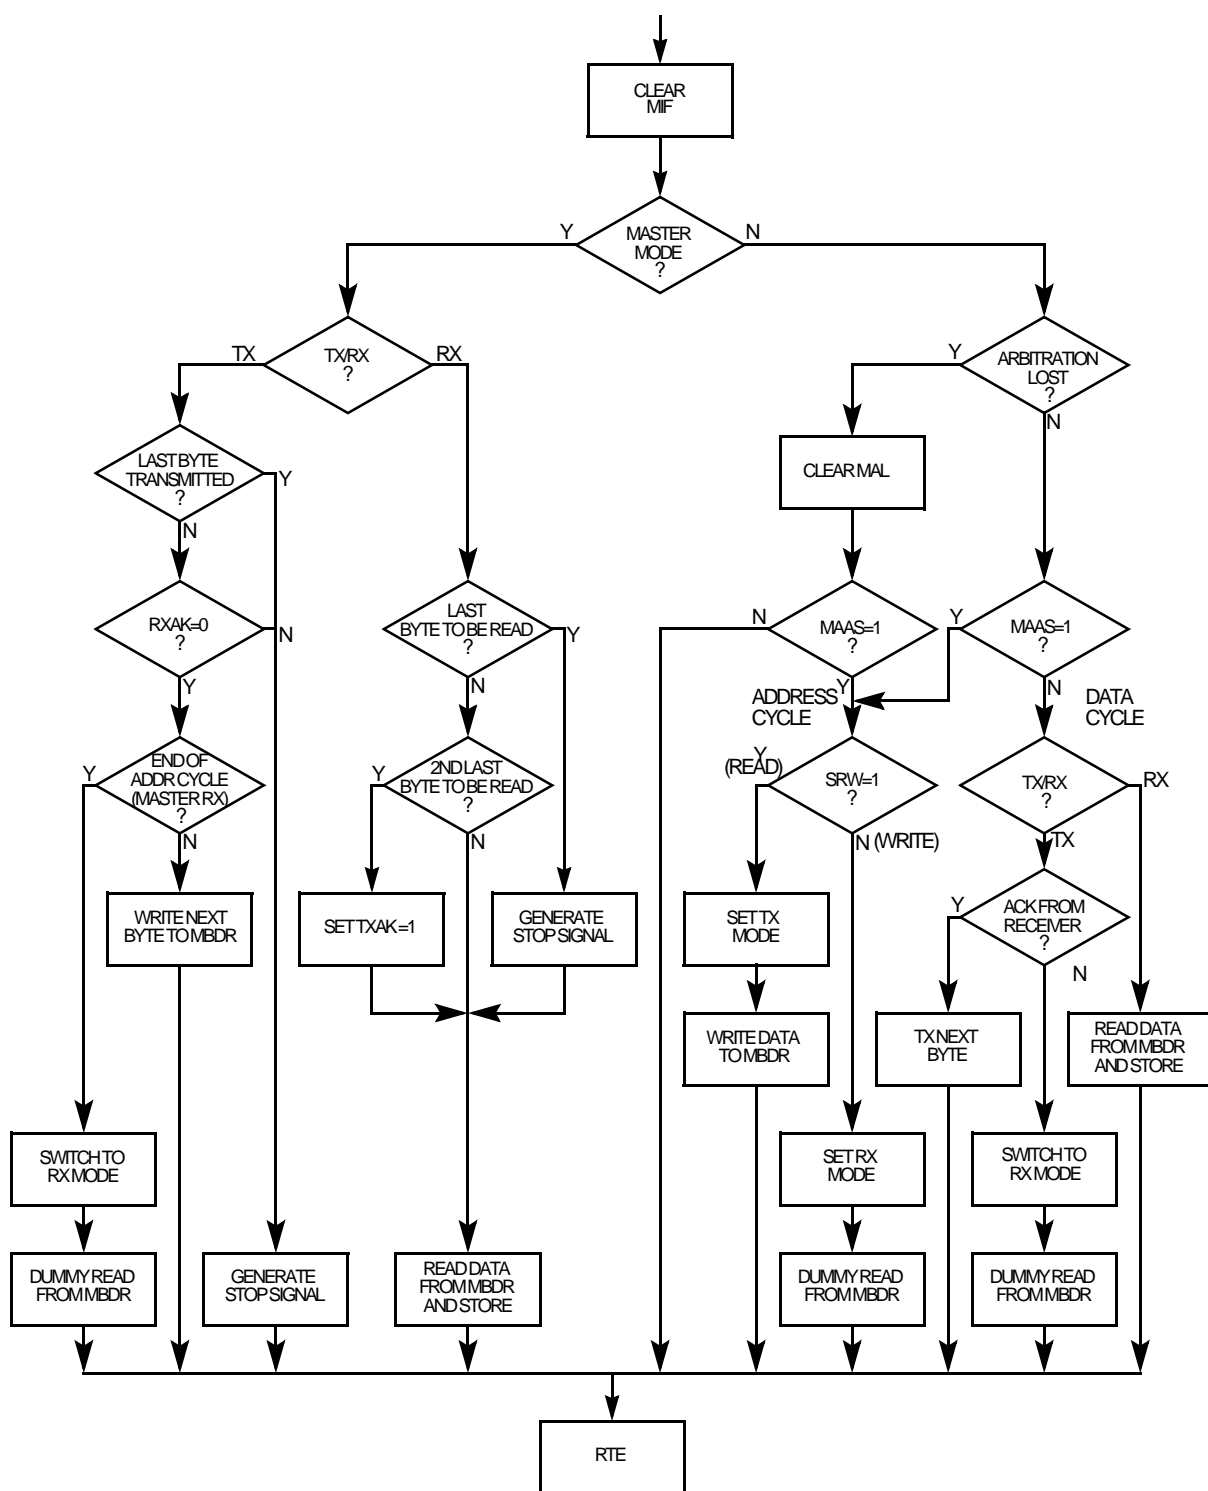 CLEAR
MIF
MASTER
MODE
?
Y
N
TX/RX
?
TX
RX
ARBITRATION
LOST
?
Y
N
LAST BYTE
TRANSMITTED
?
Y
N
CLEAR MAL
RXAK=0
?
N
Y
LAST
BYTE TO BE READ
?
Y
N
MAAS=1
?
N
Y
MAAS=1
?
Y
N
ADDRESS
CYCLE
DATA
CYCLE
END OF
ADDR CYCLE
(MASTER RX)
?
Y
N
2ND LAST
BYTE TO BE READ
?
Y
N
Y
(READ)
SRW=1
?
N (WRITE)
TX/RX
?
RX
TX
WRITE NEXT
BYTE TO MBDR
SET TXAK =1
GENERATE
STOP SIGNAL
SET TX
MODE
ACK FROM
RECEIVER
?
Y
N
WRITE DATA
TO MBDR
TX NEXT
BYTE
READ DATA
FROM MBDR
AND STORE
SWITCH TO
RX MODE
SET RX
MODE
SWITCH TO
RX MODE
DUMMY READ
FROM MBDR
GENERATE
STOP SIGNAL
READ DATA
FROM MBDR
AND STORE
DUMMY READ
FROM MBDR
DUMMY READ
FROM MBDR
RTE